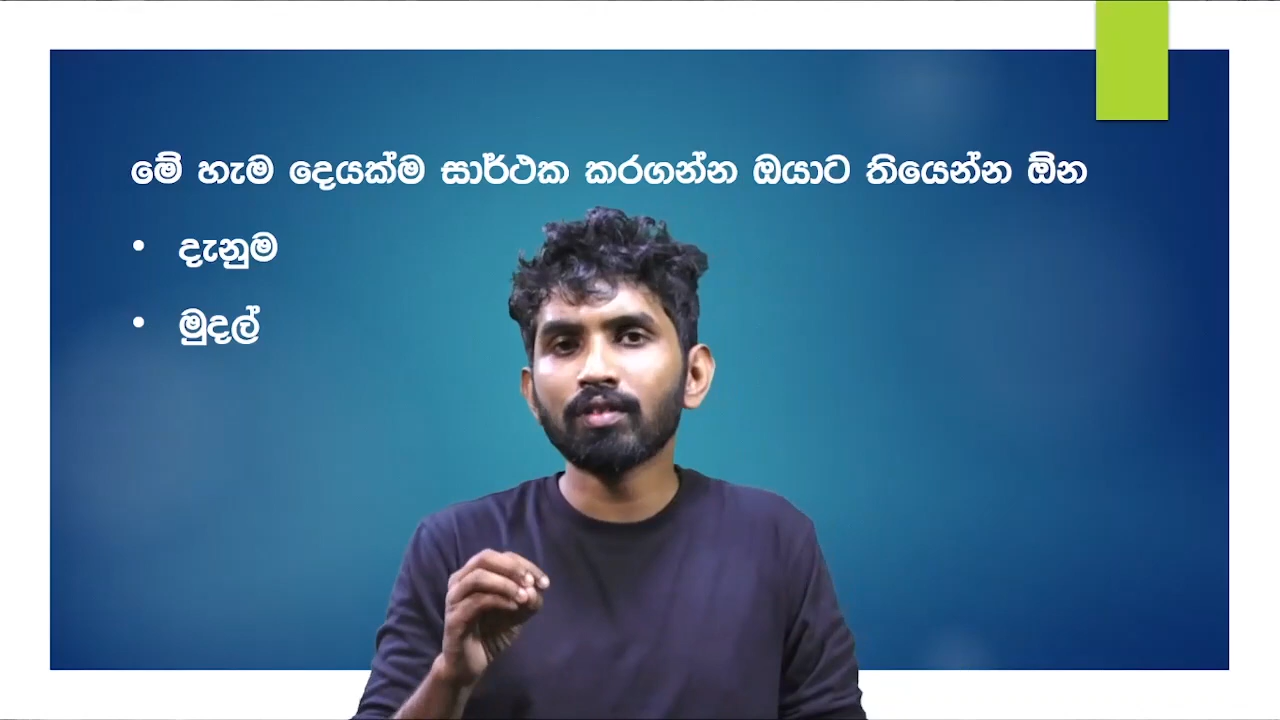 මේ හැම දෙයක්ම සාර්ථක කරගන්න ඔයාට තියෙන්න ඕන
• දැනුම
• මුදල්